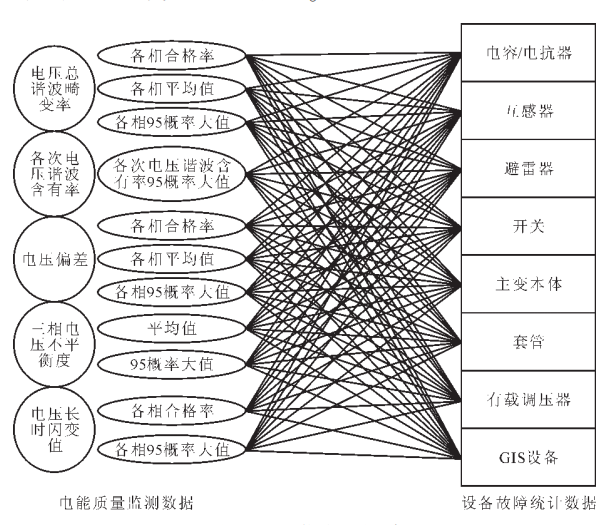 电压总
谐波畸
变率
各相合格率
各相平均值
各相95概率大值
各次电
压谐波
含有率
各次电压谐波含
有率95概率大值
电压偏差
各相合格率
各相平均值
各相95概率大值
三相电
压不平
衡度
平均值
95概率大值
电压长
时闪变
值
各相合格率
各相95概率大值
电能质量监测数据
电容/电抗器
互感器
避雷器
开关
主变本体
套管
有载调压器
GIS设备
设备故障统计数据